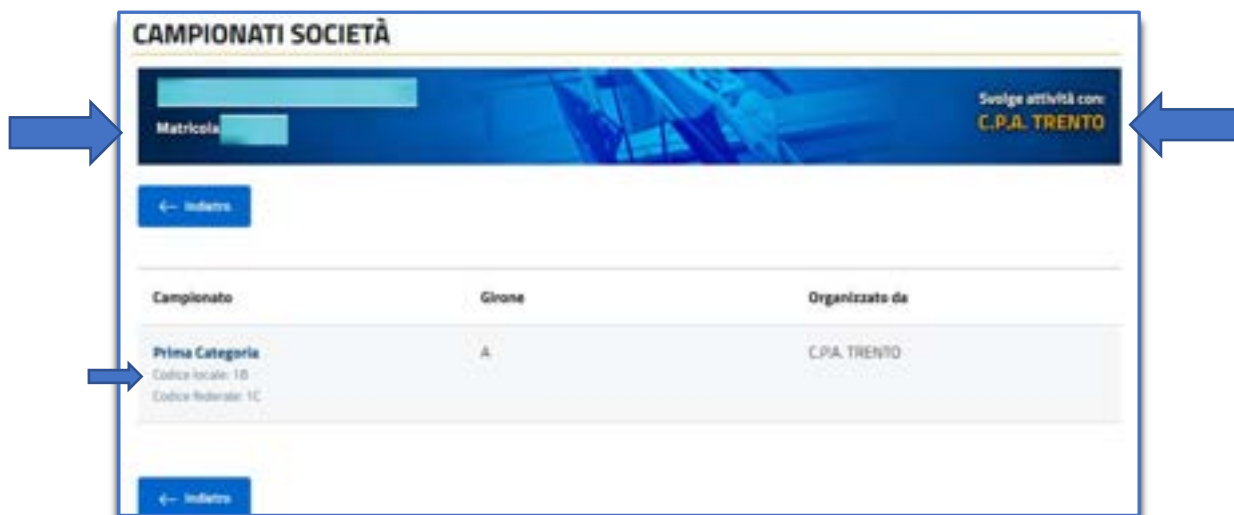 CAMPIONATI SOCIETÀ
Svolge attività con:
Matricola
C.P.A. TRENTO
← Indietro
Campionato Girone Organizzato da
Prima Categoria A C.P.A. TRENTO
Codice locale: 1B
Codice federale: 1C
← Indietro